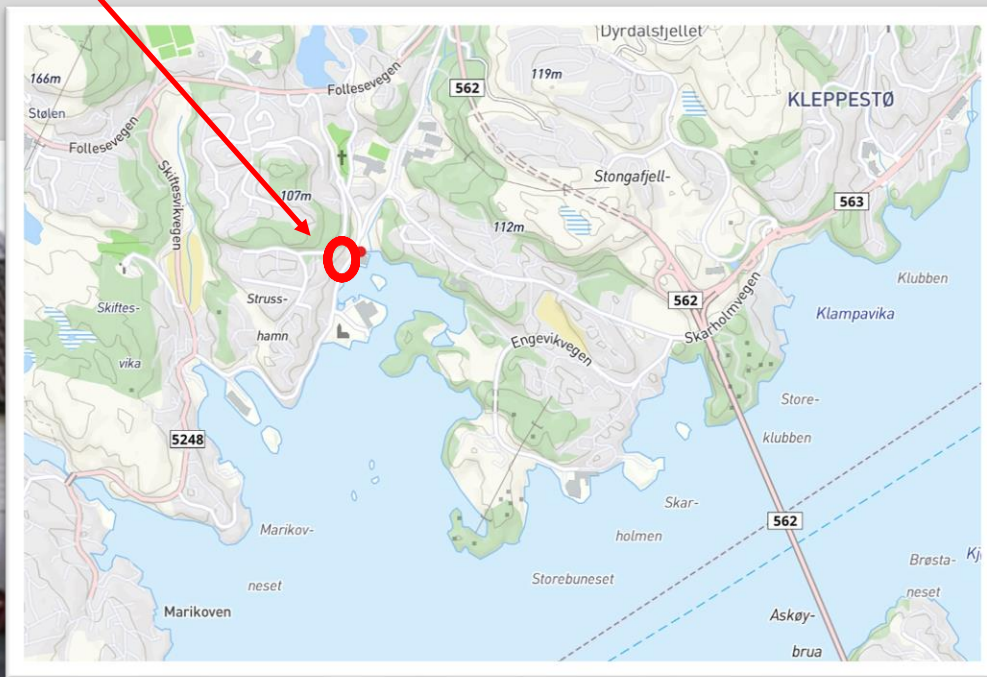 Dyrdalsfjellet
166m
Follesevegen
562
119m
KLEPPESTØ
Stølen
Follesevegen
Skiftesvikvegen
107m
Stongafjell-
563
112m
Klubben
Skiftes-
vika
Struss-
hamn
562
Klampavika
Engevikvegen
Skarholmvegen
Store-
klubben
5248
Skar-
holmen
562
Marikov-
neset
Storebuneset
Brøsta-
neset
Marikoven
Askøy-
brua